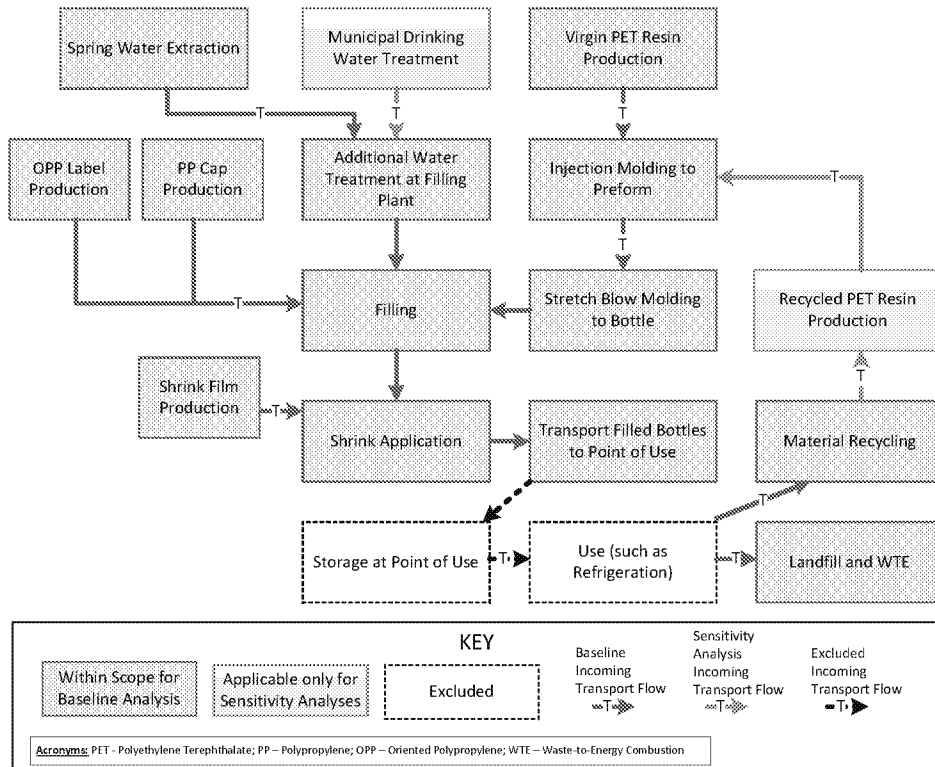 Spring Water Extraction
Municipal Drinking
Water Treatment
Virgin PET Resin
Production
T
T
T
OPP Label
Production
PP Cap
Production
Additional Water
Treatment at Filling
Plant
Injection Molding to
Preform
T
T
T
Filling
Stretch Blow Molding
to Bottle
Recycled PET Resin
Production
Shrink Film
Production
T
T
Shrink Application
Transport Filled Bottles
to Point of Use
Material Recycling
T
Storage at Point of Use
T
Use (such as
Refrigeration)
T
Landfill and WTE
KEY
Within Scope for
Baseline Analysis
Applicable only for
Sensitivity Analyses
Excluded
Baseline
Incoming
Transport Flow
T
Sensitivity
Analysis
Incoming
Transport Flow
T
Excluded
Incoming
Transport Flow
T
Acronyms: PET - Polyethylene Terephthalate; PP – Polypropylene; OPP – Oriented Polypropylene; WTE – Waste-to-Energy Combustion